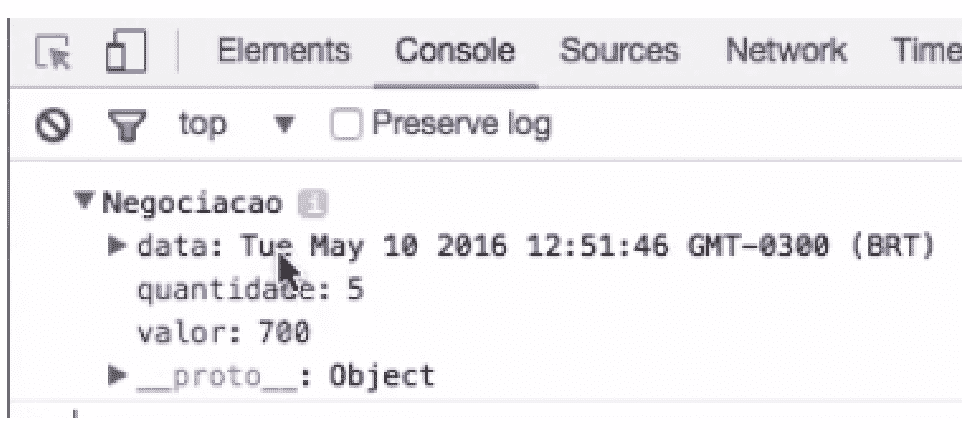 Elements Console Sources Network Time
top Preserve log
Negociacao i
data: Tue May 10 2016 12:51:46 GMT-0300 (BRT)
quantidade: 5
valor: 700
__proto__: Object